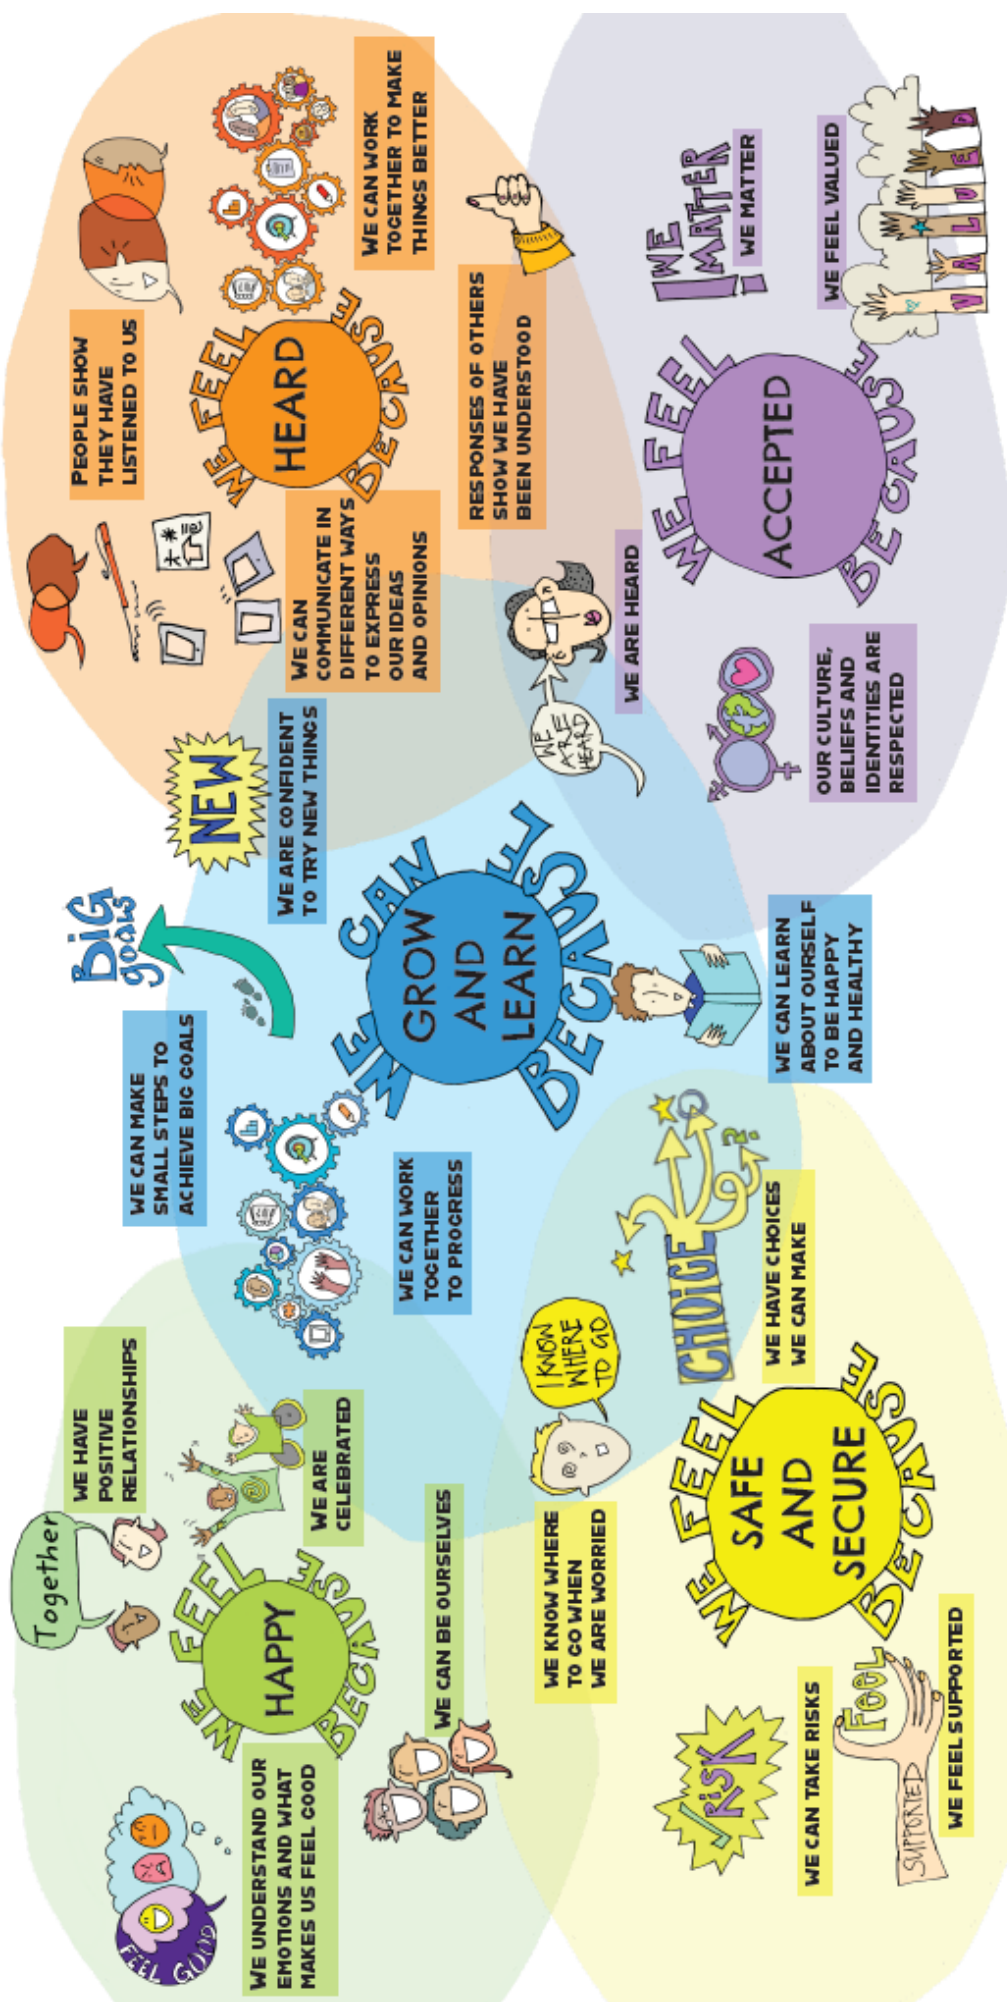 FEEL GOOD
WE UNDERSTAND OUR
EMOTIONS AND WHAT
MAKES US FEEL GOOD
Together
WE HAVE
POSITIVE
RELATIONSHIPS
WE FEEL
HAPPY
BECAUSE
WE ARE
CELEBRATED
WE CAN BE OURSELVES
BIG
goals
WE CAN MAKE
SMALL STEPS TO
ACHIEVE BIG GOALS
NEW
WE ARE CONFIDENT
TO TRY NEW THINGS
WE CAN
GROW
AND
LEARN
BECAUSE
WE CAN WORK
TOGETHER
TO PROGRESS
WE CAN LEARN
ABOUT OURSELF
TO BE HAPPY
AND HEALTHY
PEOPLE SHOW
THEY HAVE
LISTENED TO US
WE FEEL
HEARD
BECAUSE
WE CAN
COMMUNICATE IN
DIFFERENT WAYS
TO EXPRESS
OUR IDEAS
AND OPINIONS
WE CAN WORK
TOGETHER TO MAKE
THINGS BETTER
RESPONSES OF OTHERS
SHOW WE HAVE
BEEN UNDERSTOOD
WE KNOW WHERE
TO GO WHEN
WE ARE WORRIED
I KNOW
WHERE
TO GO
CHOICE
?
WE HAVE CHOICES
WE CAN MAKE
WE FEEL
SAFE
AND
SECURE
BECAUSE
RISK
WE CAN TAKE RISKS
FEEL
SUPPORTED
WE FEEL SUPPORTED
WE
ARE
HEARD
WE ARE HEARD
WE FEEL
ACCEPTED
BECAUSE
WE
MATTER
WE MATTER
OUR CULTURE,
BELIEFS AND
IDENTITIES ARE
RESPECTED
WE FEEL VALUED
VALUED